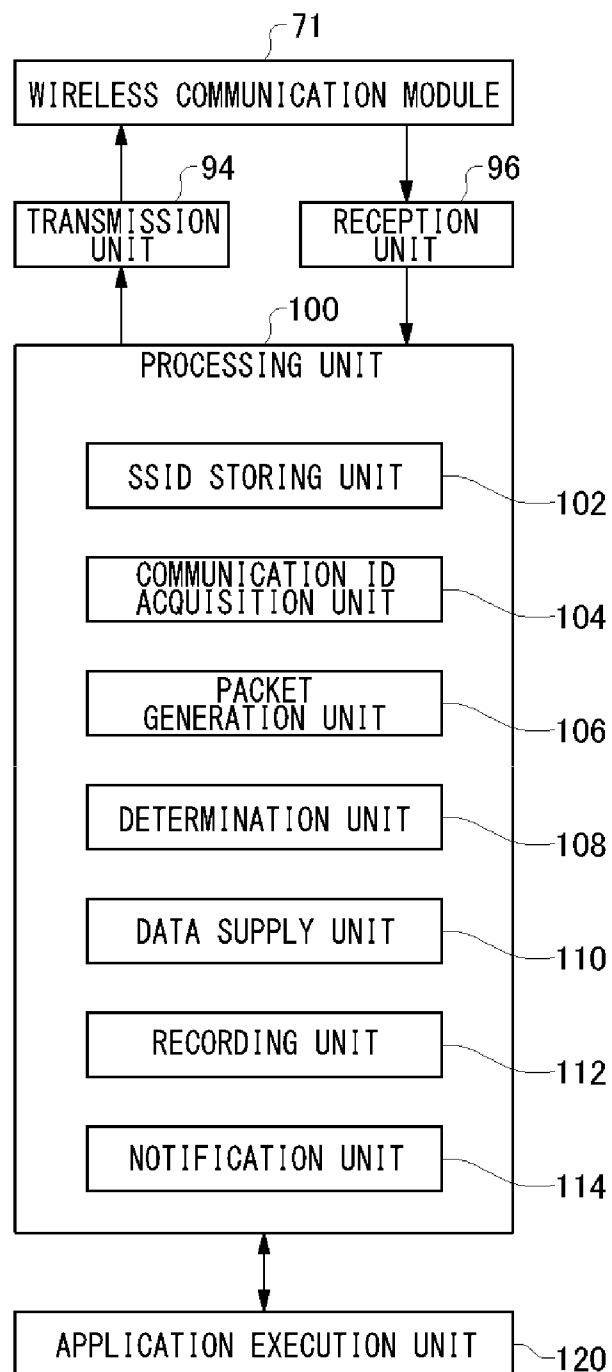 71
WIRELESS COMMUNICATION MODULE
94
96
TRANSMISSION
UNIT
RECEPTION
UNIT
100
PROCESSING UNIT
SSID STORING UNIT
102
COMMUNICATION ID
ACQUISITION UNIT
104
PACKET
GENERATION UNIT
106
DETERMINATION UNIT
108
DATA SUPPLY UNIT
110
RECORDING UNIT
112
NOTIFICATION UNIT
114
APPLICATION EXECUTION UNIT
120